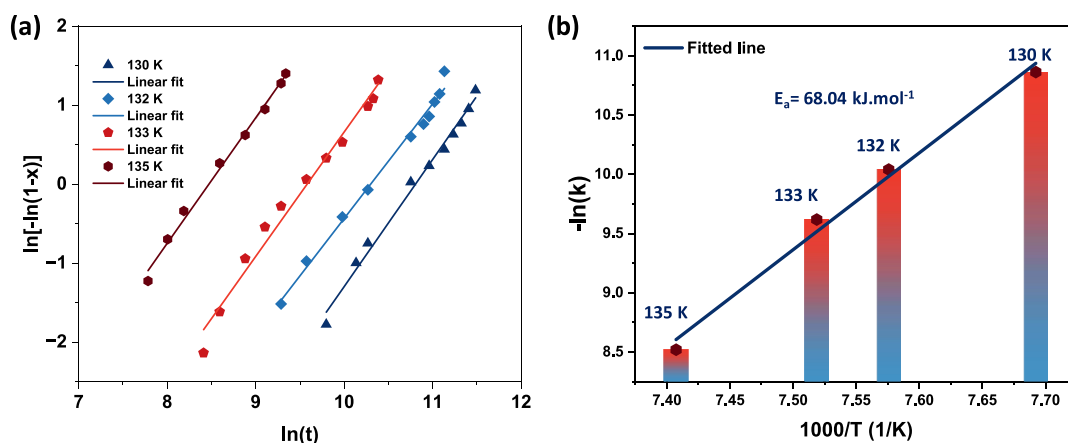 (a)
2
1
0
−1
−2
ln[-ln(1-x)]
130 K
Linear fit
132 K
Linear fit
133 K
Linear fit
135 K
Linear fit
7 8 9 10 11 12
ln(t)
(b)
11.0
10.5
10.0
9.5
9.0
8.5
-ln(k)
Fitted line
Ea= 68.04 kJ.mol-1
130 K
132 K
133 K
135 K
7.40 7.45 7.50 7.55 7.60 7.65 7.70
1000/T (1/K)